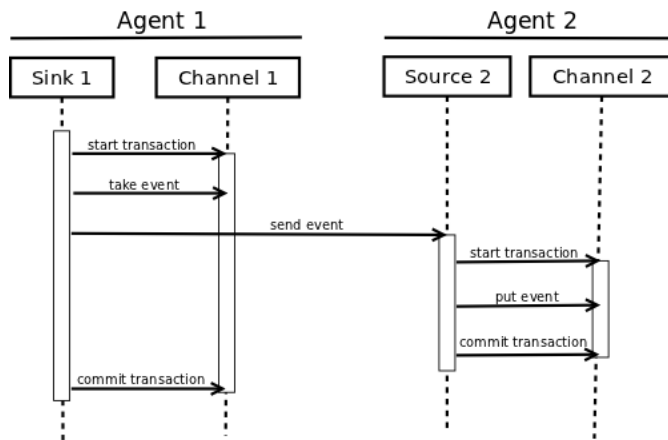 Agent 1
Agent 2
Sink 1
Channel 1
Source 2
Channel 2
start transaction
take event
send event
start transaction
put event
commit transaction
commit transaction